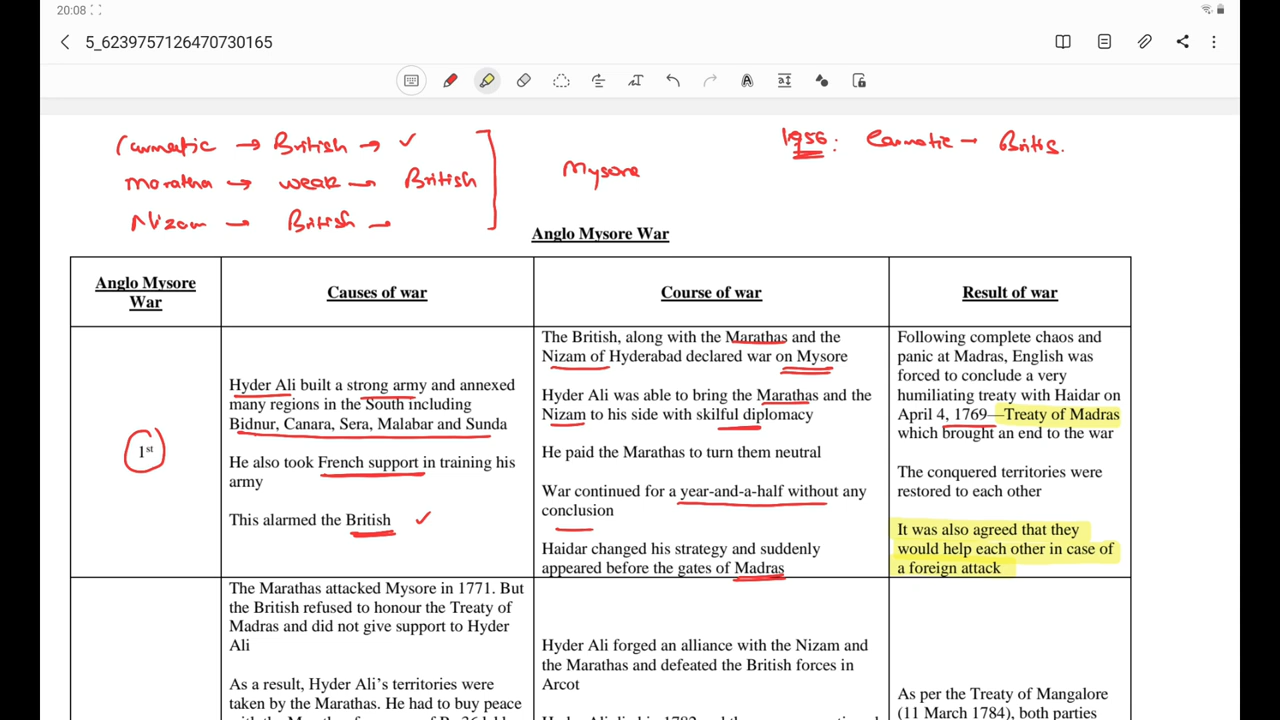 20:08
5_6239757126470730165
Carmatic → British → ✓
Maratha → weak → British
Nizam → British →
Mysore
1956: Carnatic → Britis.
Anglo Mysore War
Anglo Mysore
War
Causes of war
Course of war
Result of war
1st
Hyder Ali built a strong army and annexed
many regions in the South including
Bidnur, Canara, Sera, Malabar and Sunda
He also took French support in training his
army
This alarmed the British ✓
The British, along with the Marathas and the
Nizam of Hyderabad declared war on Mysore
Hyder Ali was able to bring the Marathas and the
Nizam to his side with skilful diplomacy
He paid the Marathas to turn them neutral
War continued for a year-and-a-half without any
conclusion
Haidar changed his strategy and suddenly
appeared before the gates of Madras
Following complete chaos and
panic at Madras, English was
forced to conclude a very
humiliating treaty with Haidar on
April 4, 1769—Treaty of Madras
which brought an end to the war
The conquered territories were
restored to each other
It was also agreed that they
would help each other in case of
a foreign attack
The Marathas attacked Mysore in 1771. But
the British refused to honour the Treaty of
Madras and did not give support to Hyder
Ali
As a result, Hyder Ali's territories were
taken by the Marathas. He had to buy peace
Hyder Ali forged an alliance with the Nizam and
the Marathas and defeated the British forces in
Arcot
As per the Treaty of Mangalore
(11 March 1784), both parties